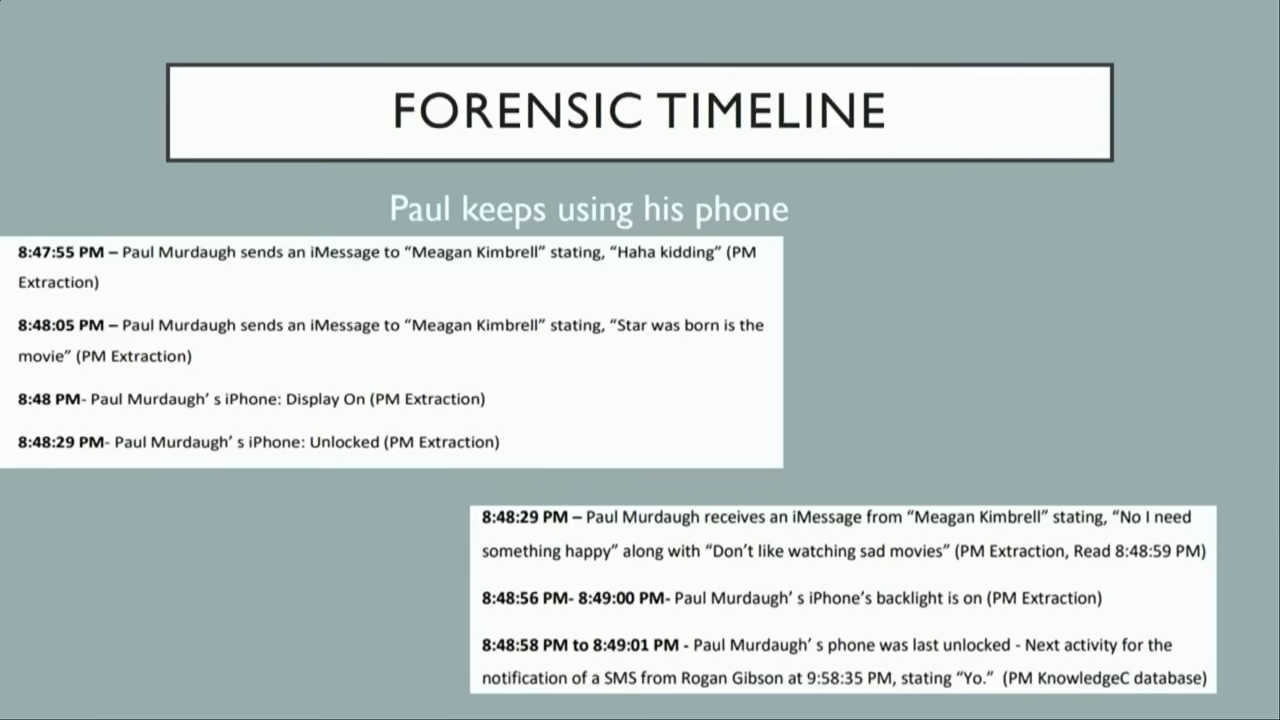 FORENSIC TIMELINE
Paul keeps using his phone
8:47:55 PM – Paul Murdaugh sends an iMessage to “Meagan Kimbrell” stating, “Haha kidding” (PM
Extraction)
8:48:05 PM – Paul Murdaugh sends an iMessage to “Meagan Kimbrell” stating, “Star was born is the
movie” (PM Extraction)
8:48 PM- Paul Murdaugh’ s iPhone: Display On (PM Extraction)
8:48:29 PM- Paul Murdaugh’ s iPhone: Unlocked (PM Extraction)
8:48:29 PM – Paul Murdaugh receives an iMessage from “Meagan Kimbrell” stating, “No I need
something happy” along with “Don’t like watching sad movies” (PM Extraction, Read 8:48:59 PM)
8:48:56 PM- 8:49:00 PM- Paul Murdaugh’ s iPhone’s backlight is on (PM Extraction)
8:48:58 PM to 8:49:01 PM - Paul Murdaugh’ s phone was last unlocked - Next activity for the
notification of a SMS from Rogan Gibson at 9:58:35 PM, stating “Yo.” (PM KnowledgeC database)